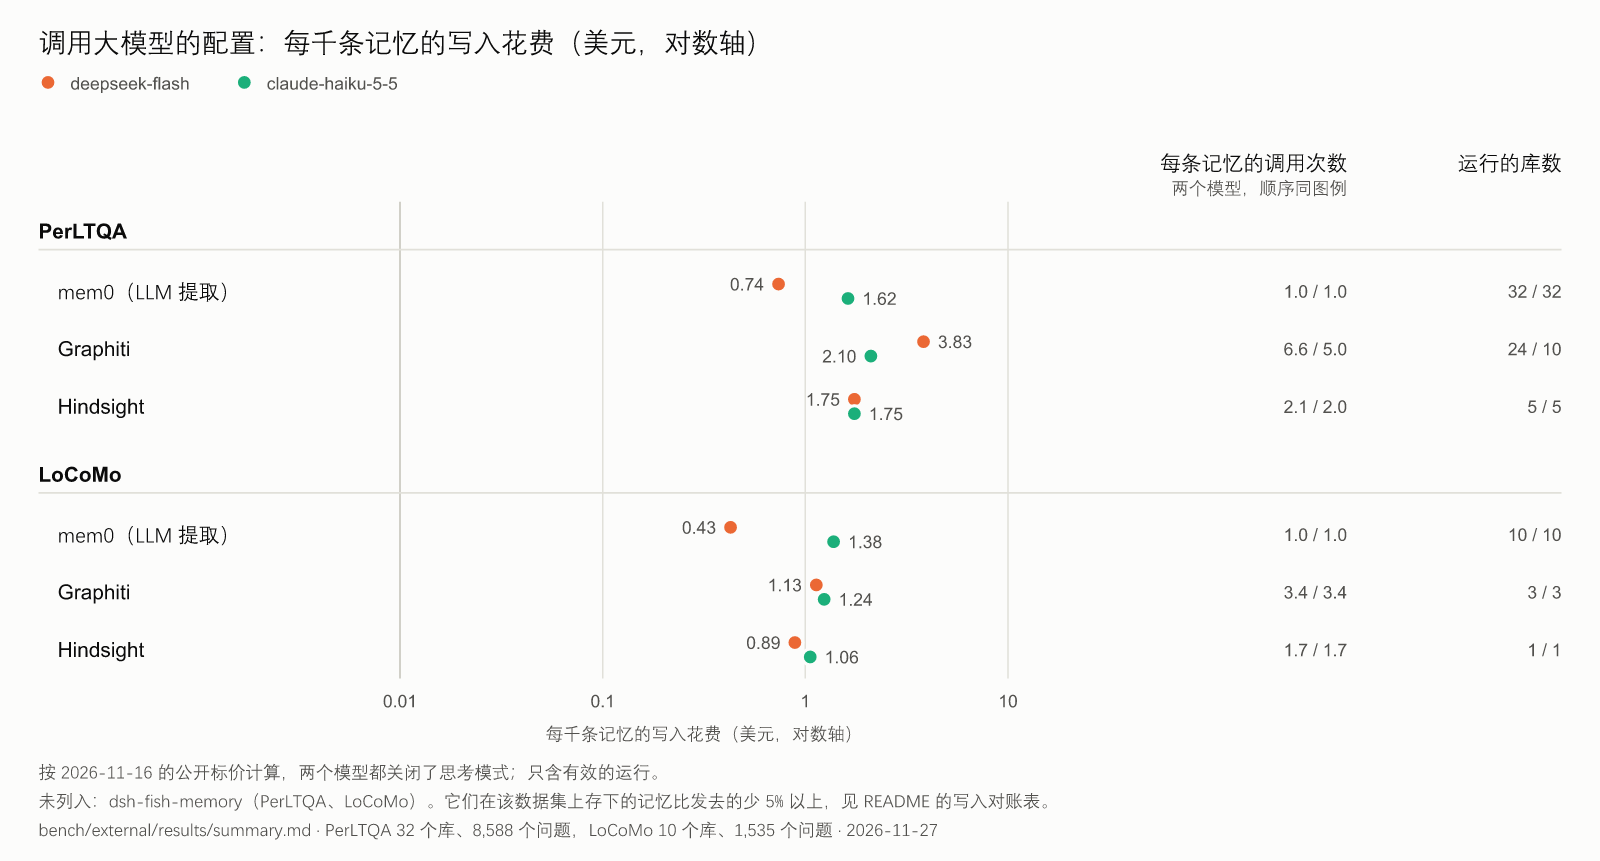 调用大模型的配置：每千条记忆的写入花费（美元，对数轴）
deepseek-flash claude-haiku-5-5
每条记忆的调用次数 运行的库数
两个模型，顺序同图例
PerLTQA
mem0（LLM 提取） 0.74 1.62 1.0 / 1.0 32 / 32
Graphiti 3.83 2.10 6.6 / 5.0 24 / 10
Hindsight 1.75 1.75 2.1 / 2.0 5 / 5
LoCoMo
mem0（LLM 提取） 0.43 1.38 1.0 / 1.0 10 / 10
Graphiti 1.13 1.24 3.4 / 3.4 3 / 3
Hindsight 0.89 1.06 1.7 / 1.7 1 / 1
0.01 0.1 1 10
每千条记忆的写入花费（美元，对数轴）
按 2026-11-16 的公开标价计算，两个模型都关闭了思考模式；只含有效的运行。
未列入：dsh-fish-memory（PerLTQA、LoCoMo）。它们在该数据集上存下的记忆比发去的少 5% 以上，见 README 的写入对账表。
bench/external/results/summary.md · PerLTQA 32 个库、8,588 个问题，LoCoMo 10 个库、1,535 个问题 · 2026-11-27